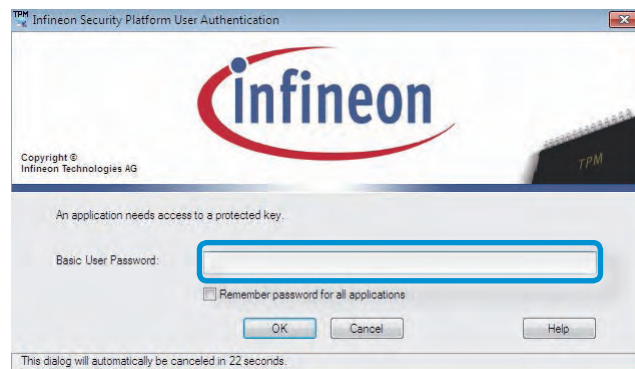 TPM Infineon Security Platform User Authentication
infineon
Copyright ©
Infineon Technologies AG
TPM
An application needs access to a protected key.
Basic User Password:
Remember password for all applications
OK Cancel Help
This dialog will automatically be canceled in 22 seconds.